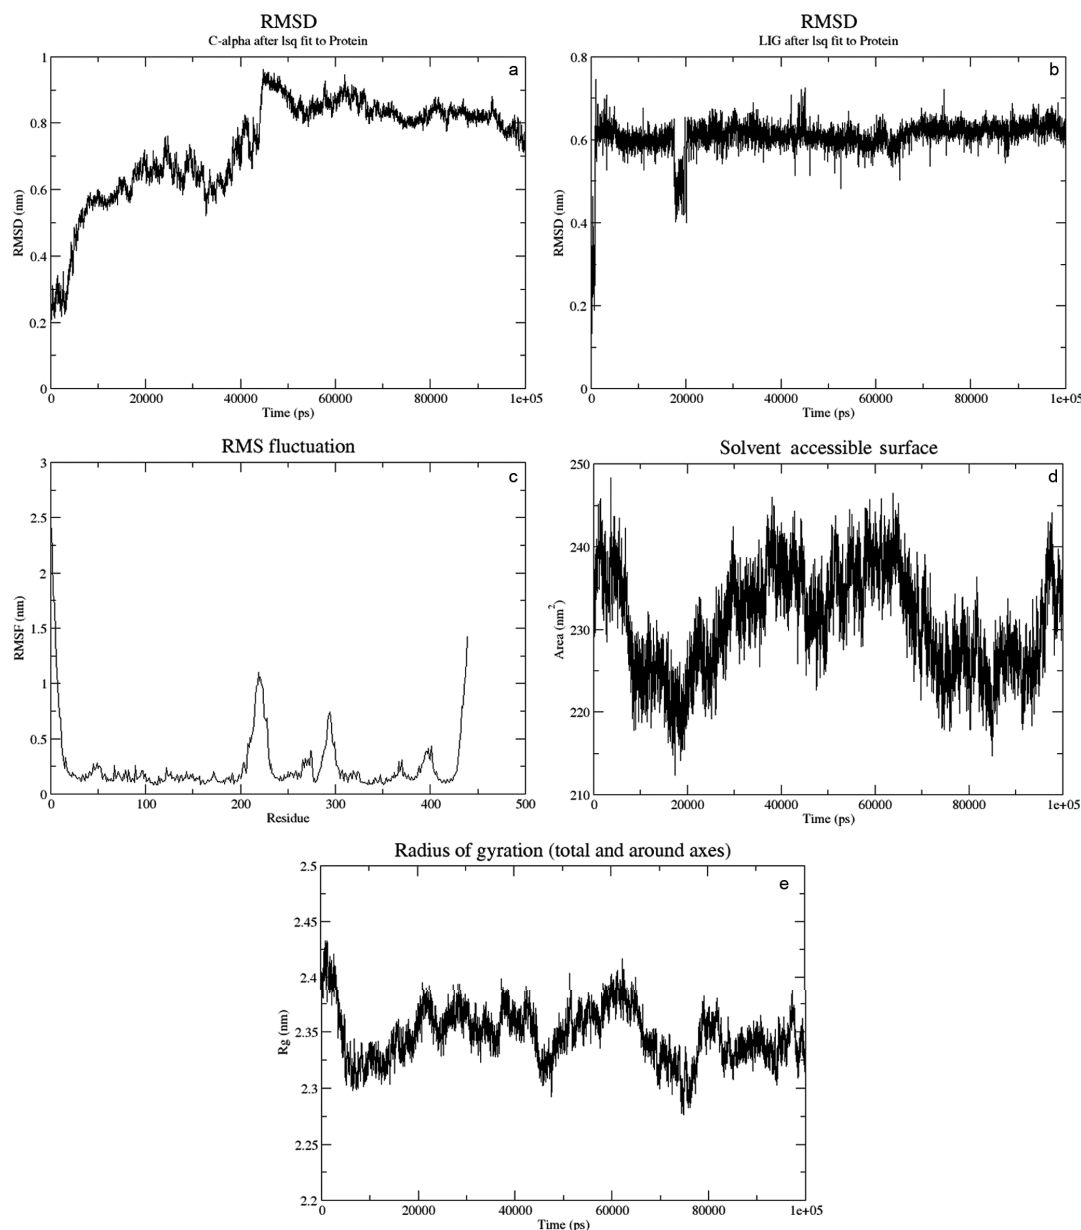 RMSD
C-alpha after lsq fit to Protein
a
1
0.8
0.6
0.4
0.2
0
RMSD (nm)
0 20000 40000 60000 80000 1e+05
Time (ps)
RMSD
LIG after lsq fit to Protein
b
0.8
0.6
0.4
0.2
0
RMSD (nm)
0 20000 40000 60000 80000 1e+05
Time (ps)
RMS fluctuation
c
3
2.5
2
1.5
1
0.5
0
RMSF (nm)
0 100 200 300 400 500
Residue
Solvent accessible surface
d
250
240
230
220
210
Area (nm²)
0 20000 40000 60000 80000 1e+05
Time (ps)
Radius of gyration (total and around axes)
e
2.5
2.45
2.4
2.35
2.3
2.25
2.2
Rg (nm)
0 20000 40000 60000 80000 1e+05
Time (ps)